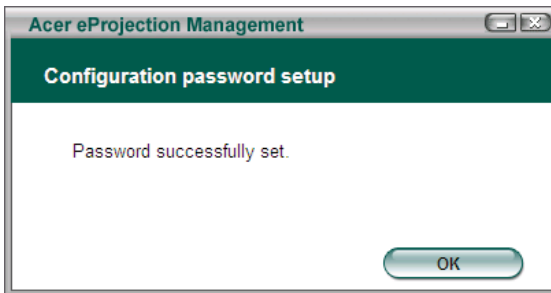 Acer eProjection Management
Configuration password setup
Password successfully set.
OK